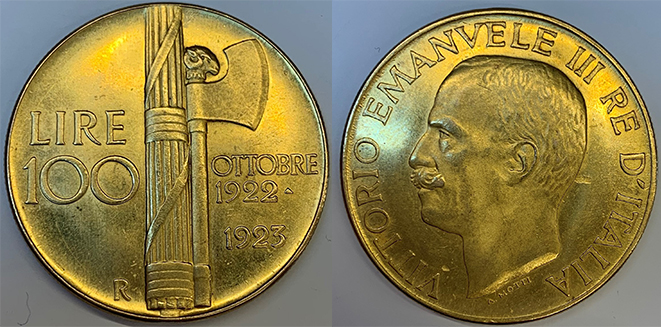 LIRE
100
OTTOBRE
1922
1923
R
VITTORIO EMANVELE III RE D'ITALIA